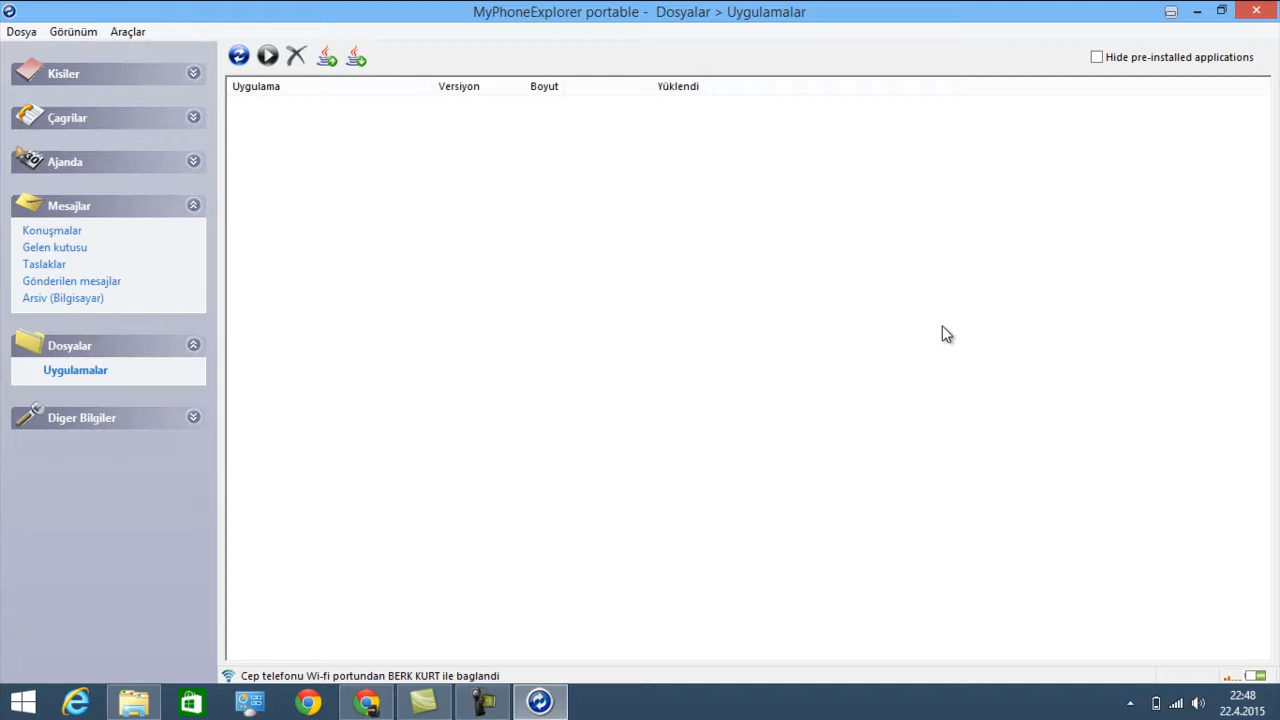 MyPhoneExplorer portable - Dosyalar > Uygulamalar
Dosya Görünüm Araçlar
Kisiler
Çagrilar
Ajanda
Mesajlar
Konuşmalar
Gelen kutusu
Taslaklar
Gönderilen mesajlar
Arsiv (Bilgisayar)
Dosyalar
Uygulamalar
Diger Bilgiler
Hide pre-installed applications
Uygulama Versiyon Boyut Yüklendi
Cep telefonu Wi-fi portundan BERK KURT ile baglandi
22:48
22.4.2015